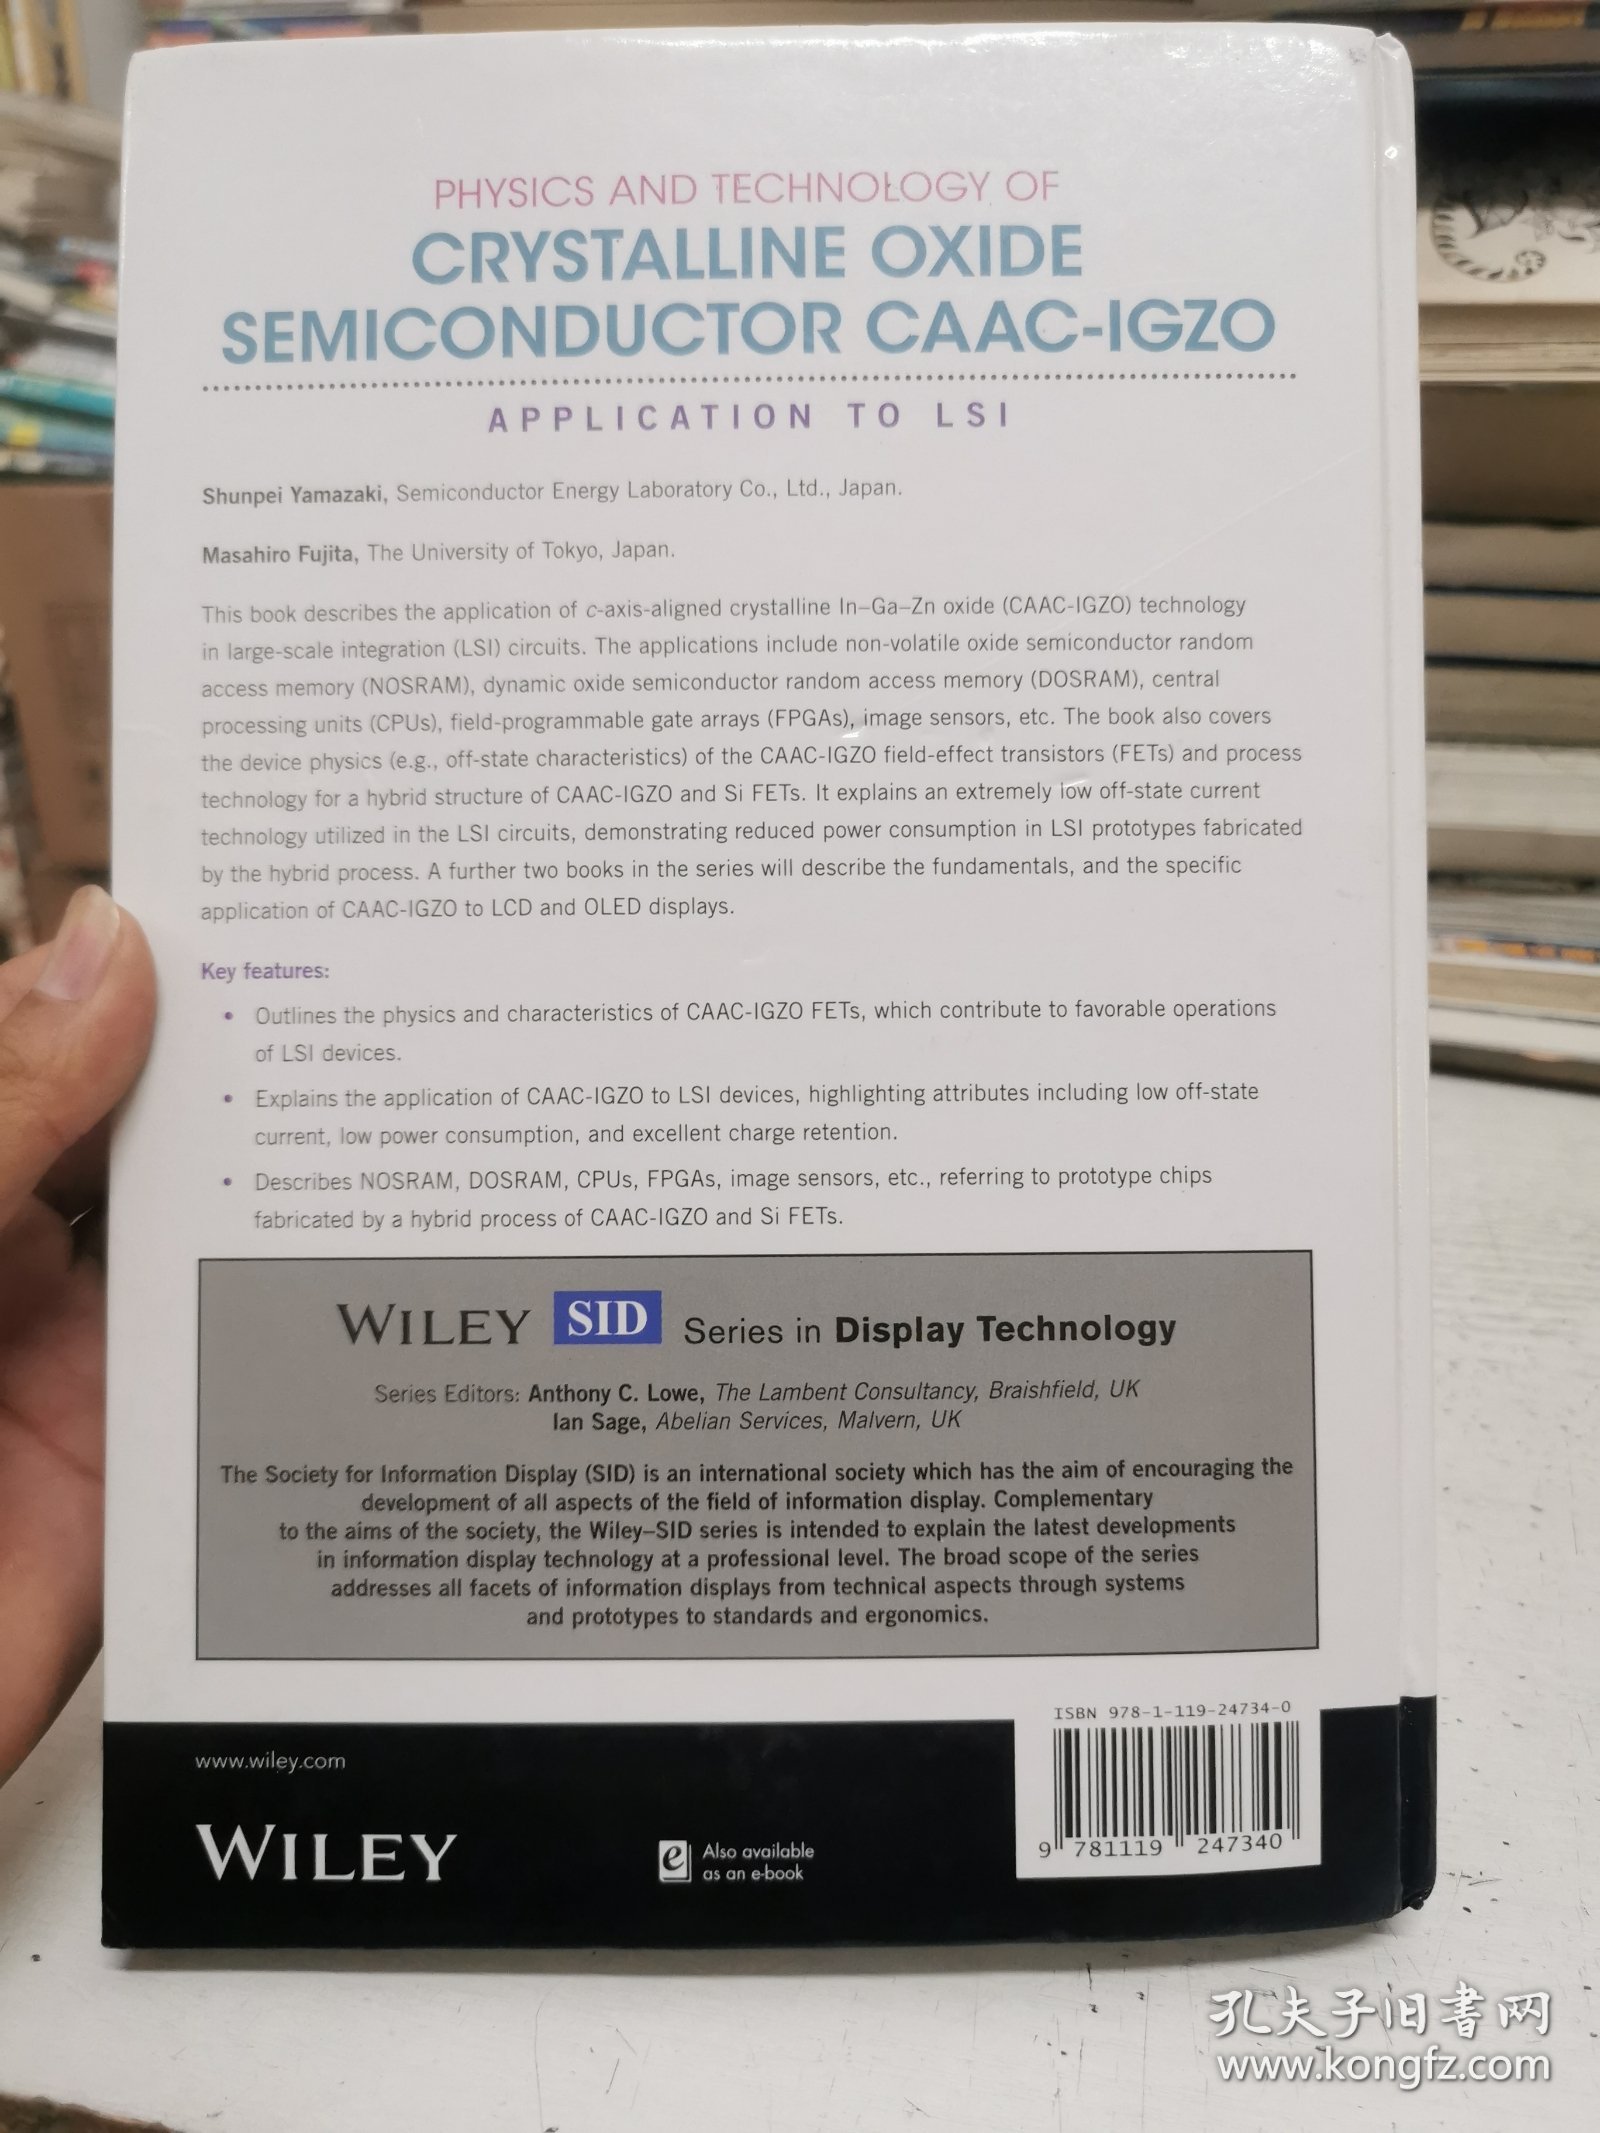 PHYSICS AND TECHNOLOGY OF
CRYSTALLINE OXIDE
SEMICONDUCTOR CAAC-IGZO
APPLICATION TO LSI
Shunpei Yamazaki, Semiconductor Energy Laboratory Co., Ltd., Japan.
Masahiro Fujita, The University of Tokyo, Japan.
This book describes the application of c-axis-aligned crystalline In–Ga–Zn oxide (CAAC-IGZO) technology
in large-scale integration (LSI) circuits. The applications include non-volatile oxide semiconductor random
access memory (NOSRAM), dynamic oxide semiconductor random access memory (DOSRAM), central
processing units (CPUs), field-programmable gate arrays (FPGAs), image sensors, etc. The book also covers
the device physics (e.g., off-state characteristics) of the CAAC-IGZO field-effect transistors (FETs) and process
technology for a hybrid structure of CAAC-IGZO and Si FETs. It explains an extremely low off-state current
technology utilized in the LSI circuits, demonstrating reduced power consumption in LSI prototypes fabricated
by the hybrid process. A further two books in the series will describe the fundamentals, and the specific
application of CAAC-IGZO to LCD and OLED displays.
Key features:
• Outlines the physics and characteristics of CAAC-IGZO FETs, which contribute to favorable operations
of LSI devices.
• Explains the application of CAAC-IGZO to LSI devices, highlighting attributes including low off-state
current, low power consumption, and excellent charge retention.
• Describes NOSRAM, DOSRAM, CPUs, FPGAs, image sensors, etc., referring to prototype chips
fabricated by a hybrid process of CAAC-IGZO and Si FETs.
WILEY SID Series in Display Technology
Series Editors: Anthony C. Lowe, The Lambent Consultancy, Braishfield, UK
Ian Sage, Abelian Services, Malvern, UK
The Society for Information Display (SID) is an international society which has the aim of encouraging the
development of all aspects of the field of information display. Complementary
to the aims of the society, the Wiley–SID series is intended to explain the latest developments
in information display technology at a professional level. The broad scope of the series
addresses all facets of information displays from technical aspects through systems
and prototypes to standards and ergonomics.
ISBN 978-1-119-24734-0
9 781119 247340
www.wiley.com
WILEY
e Also available
as an e-book
孔夫子旧书网
www.kongfz.com